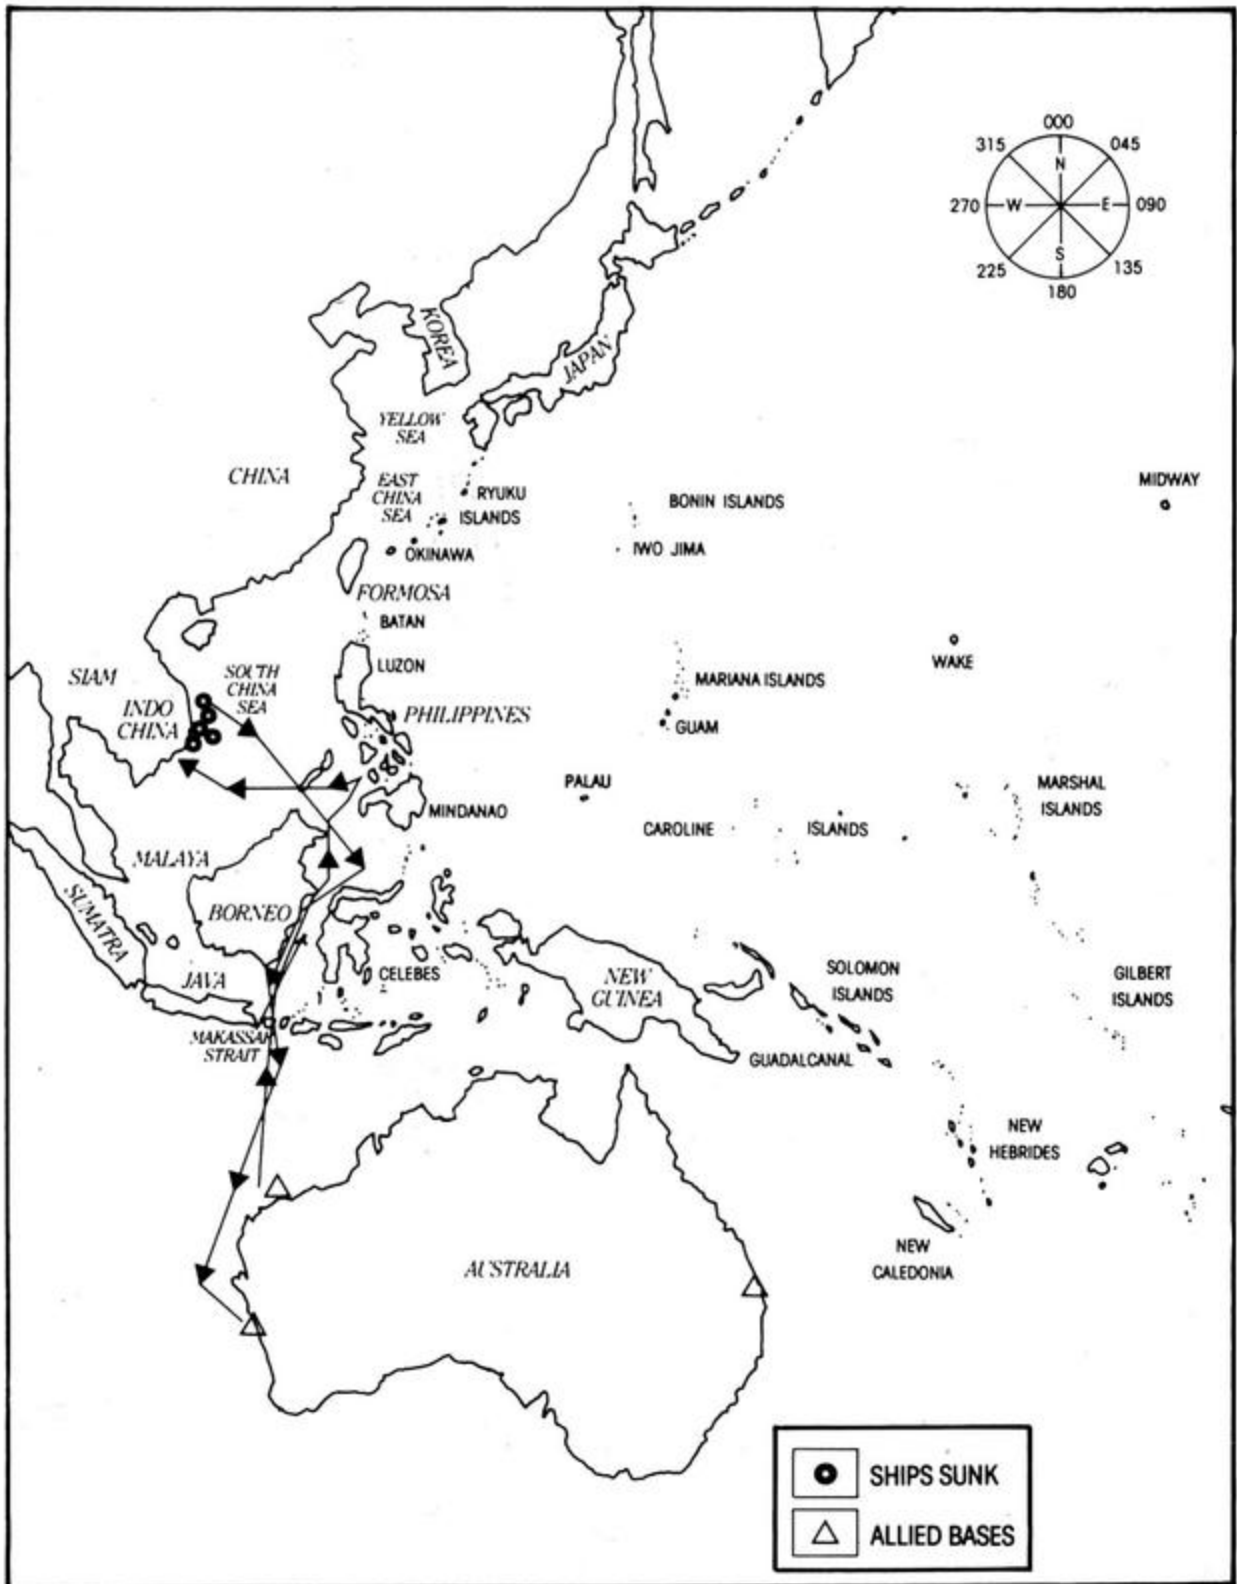 000
315
045
N
270
W
E
090
S
225
135
180
KOREA
JAPAN
YELLOW
SEA
CHINA
EAST
CHINA
SEA
RYUKU
ISLANDS
BONIN ISLANDS
MIDWAY
OKINAWA
IWO JIMA
FORMOSA
BATAN
LUZON
WAKE
SIAM
SOUTH
CHINA
SEA
MARIANA ISLANDS
INDO
CHINA
PHILIPPINES
GUAM
PALAU
MARSHAL
ISLANDS
MINDANAO
CAROLINE
ISLANDS
MALAYA
SUMATRA
BORNEO
JAVA
CELEBES
NEW
GUINEA
SOLOMON
ISLANDS
GILBERT
ISLANDS
MAKASSAR
STRAIT
GUADALCANAL
NEW
HEBRIDES
NEW
CALEDONIA
AUSTRALIA
SHIPS SUNK
ALLIED BASES